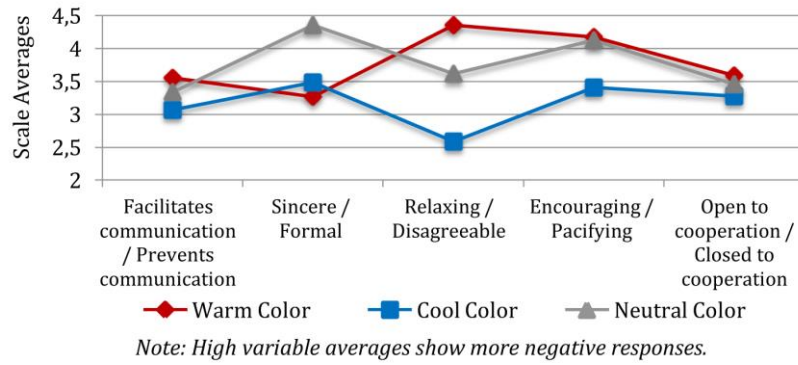 Scale Averages
4,5
4
3,5
3
2,5
2
Facilitates
communication
/ Prevents
communication
Sincere /
Formal
Relaxing /
Disagreeable
Encouraging /
Pacifying
Open to
cooperation /
Closed to
cooperation
Warm Color
Cool Color
Neutral Color
Note: High variable averages show more negative responses.